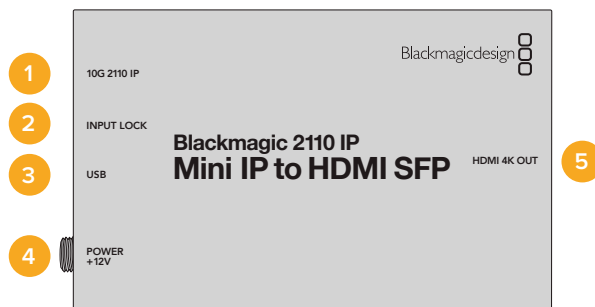 Blackmagicdesign
1
10G 2110 IP
2
INPUT LOCK
Blackmagic 2110 IP
Mini IP to HDMI SFP
3
USB
HDMI 4K OUT
5
4
POWER
+12V